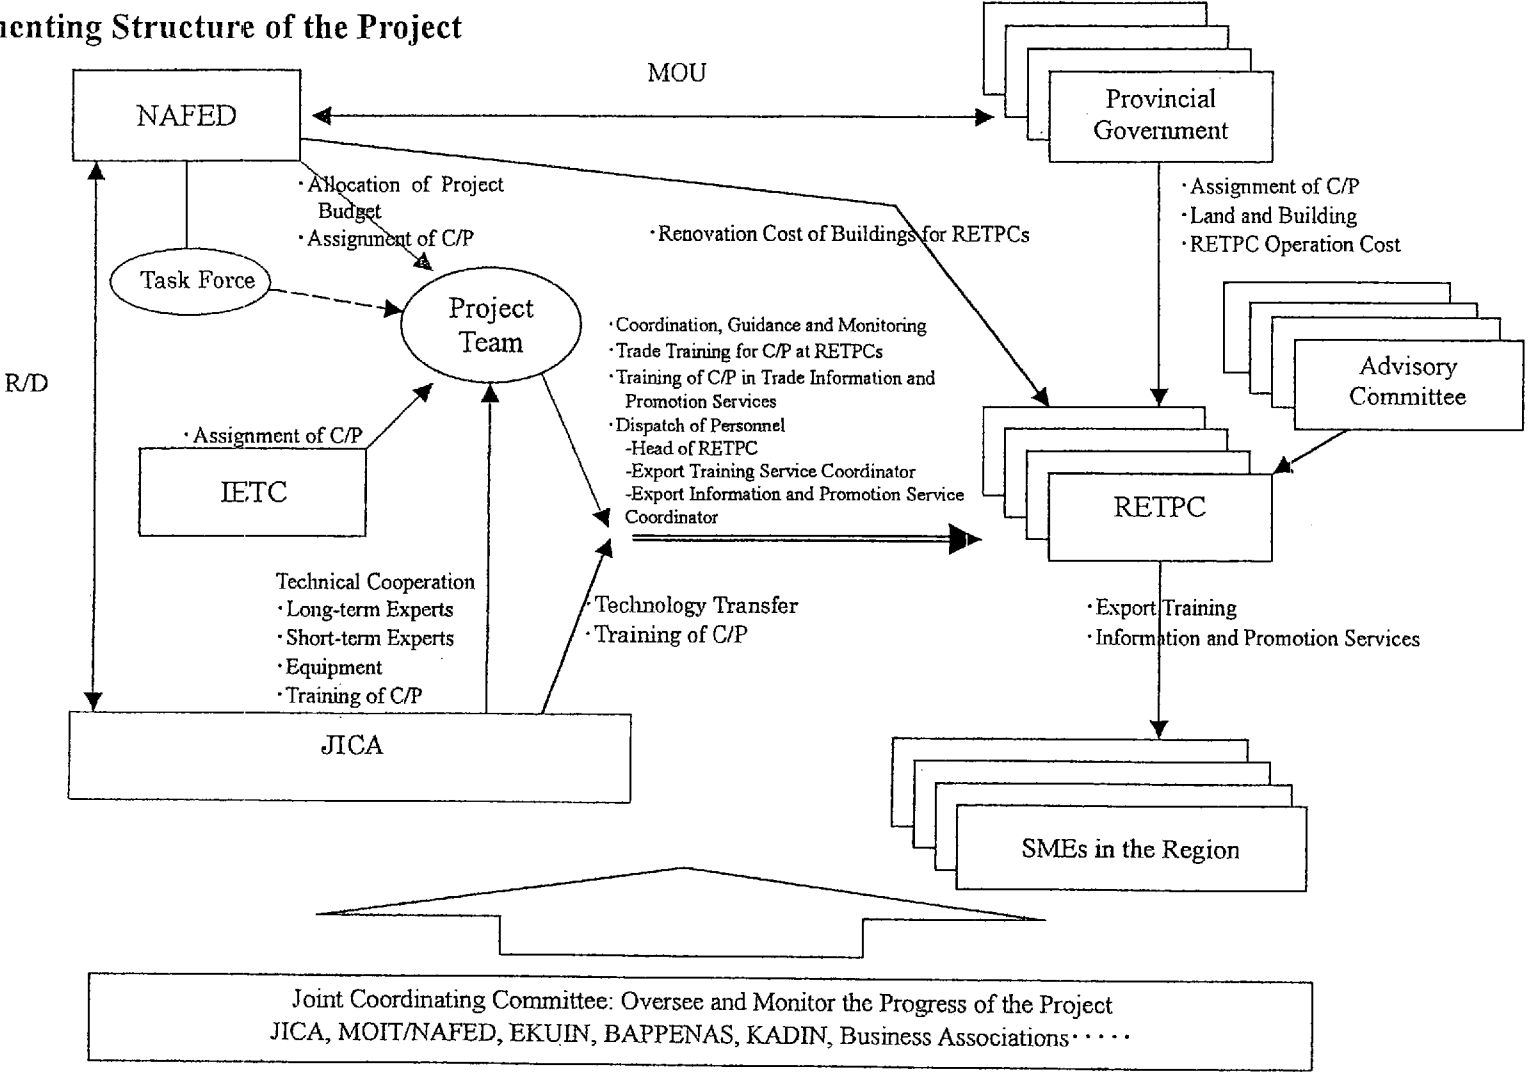 nenting Structure of the Project
MOU
NAFED
Provincial
Government
·Allocation of Project
Budget
·Assignment of C/P
·Assignment of C/P
·Land and Building
·RETPC Operation Cost
·Renovation Cost of Buildings for RETPCs
Task Force
Project
Team
·Coordination, Guidance and Monitoring
·Trade Training for C/P at RETPCs
·Training of C/P in Trade Information and
Promotion Services
·Dispatch of Personnel
-Head of RETPC
-Export Training Service Coordinator
-Export Information and Promotion Service
Coordinator
Advisory
Committee
R/D
·Assignment of C/P
IETC
RETPC
Technical Cooperation
·Long-term Experts
·Short-term Experts
·Equipment
·Training of C/P
·Technology Transfer
·Training of C/P
·Export Training
·Information and Promotion Services
JICA
SMEs in the Region
Joint Coordinating Committee: Oversee and Monitor the Progress of the Project
JICA, MOIT/NAFED, EKUIN, BAPPENAS, KADIN, Business Associations·····